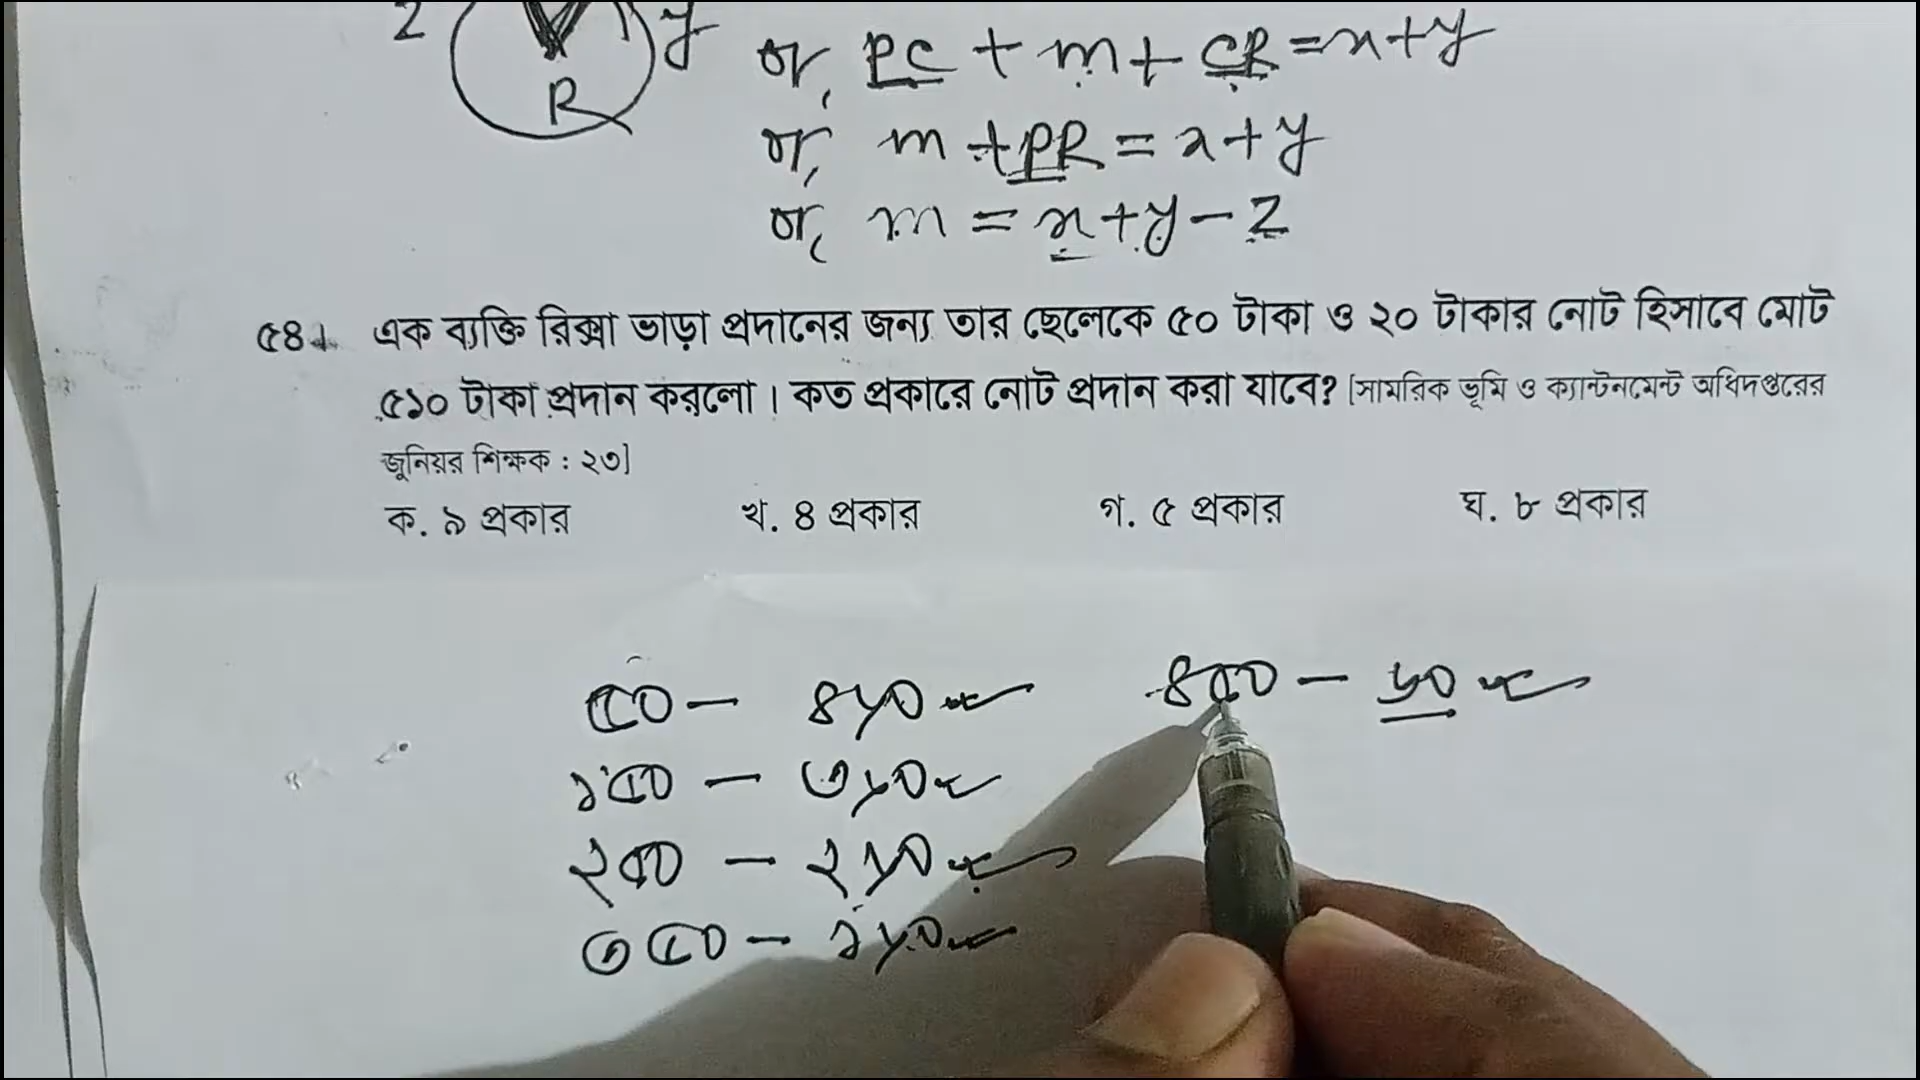 2 y or, PC + m + CR = x + y
R
or, m + PR = x + y
or, m = x + y - z
৫৪। এক ব্যক্তি রিক্সা ভাড়া প্রদানের জন্য তার ছেলেকে ৫০ টাকা ও ২০ টাকার নোট হিসাবে মোট
৫১০ টাকা প্রদান করলো। কত প্রকারে নোট প্রদান করা যাবে? [সামরিক ভূমি ও ক্যান্টনমেন্ট অধিদপ্তরের
জুনিয়র শিক্ষক : ২৩]
ক. ৯ প্রকার খ. ৪ প্রকার গ. ৫ প্রকার ঘ. ৮ প্রকার
৫০ - ৪৬০ ৪৫০ - ৬০
১৫০ - ৩৬০
২৫০ - ২৬০
৩৫০ - ১৬০